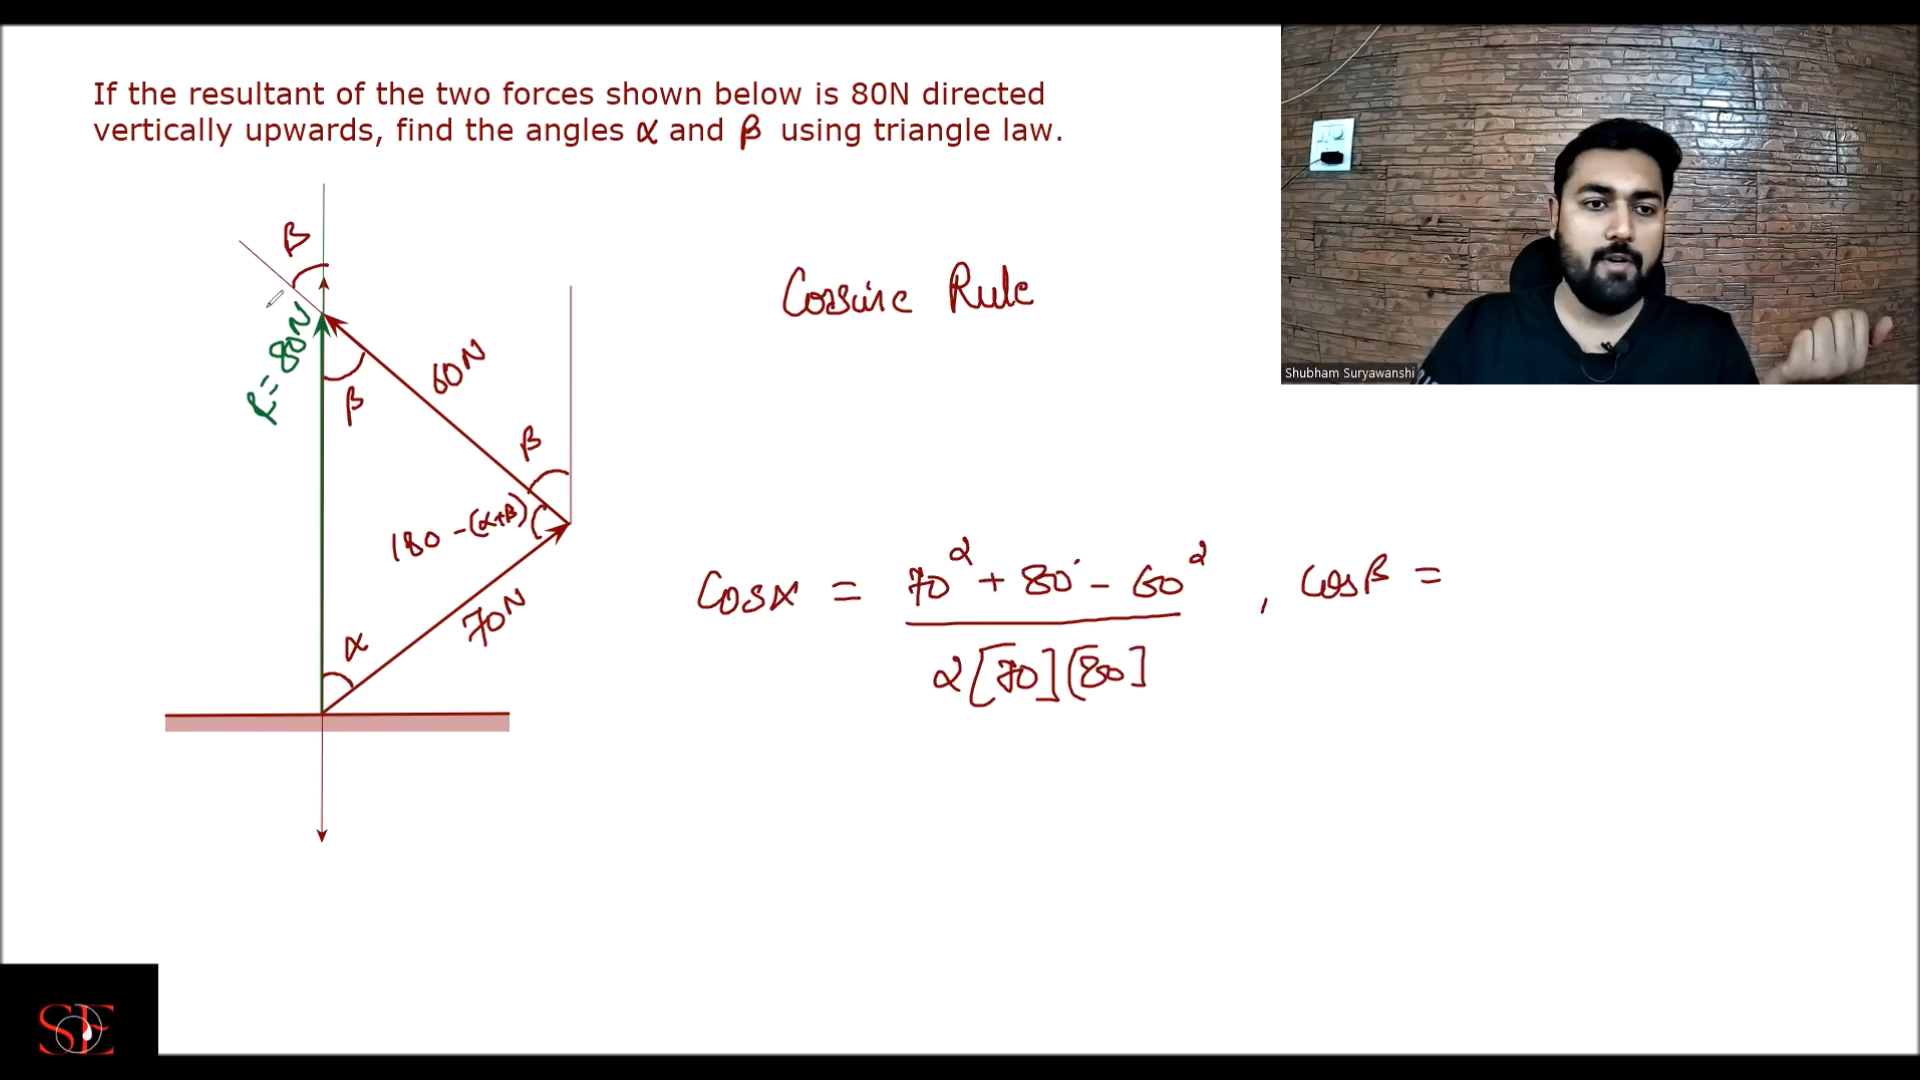 If the resultant of the two forces shown below is 80N directed
vertically upwards, find the angles α and β using triangle law.
β
R = 80N
60N
β
β
180 - (α+β)
70N
α
Cosine Rule
Cosα = 70² + 80² - 60² / 2[70][80] , Cosβ =
Shubham Suryawanshi
SE